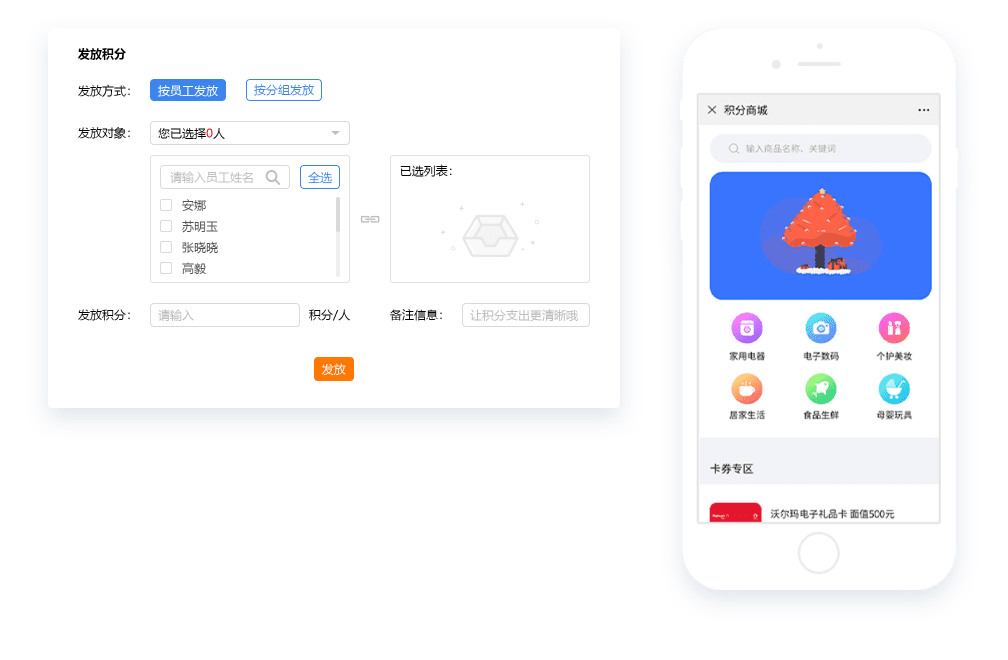 发放积分
发放方式： 按员工发放 按分组发放
发放对象： 您已选择0人
请输入员工姓名 全选
安娜
苏明玉
张晓晓
高毅
已选列表：
发放积分： 请输入 积分/人 备注信息： 让积分支出更清晰哦
发放
积分商城
输入商品名称、关键词
家用电器 电子数码 个护美妆
居家生活 食品生鲜 母婴玩具
卡券专区
沃尔玛电子礼品卡 面值500元